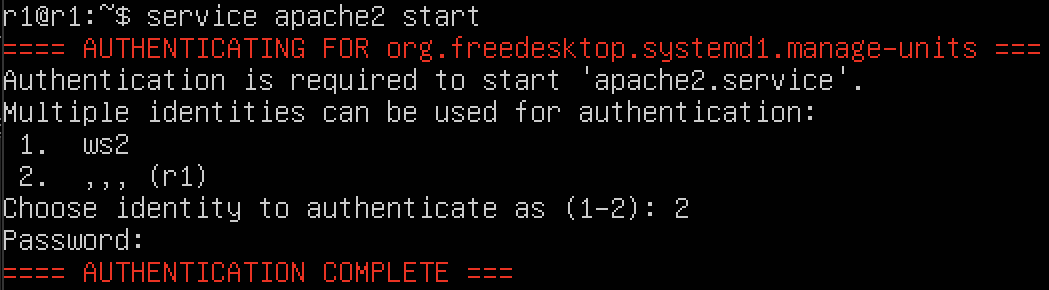 r1@r1:~$ service apache2 start
==== AUTHENTICATING FOR org.freedesktop.systemd1.manage-units ===
Authentication is required to start 'apache2.service'.
Multiple identities can be used for authentication:
 1.  ws2
 2.  ,,, (r1)
Choose identity to authenticate as (1-2): 2
Password:
==== AUTHENTICATION COMPLETE ===